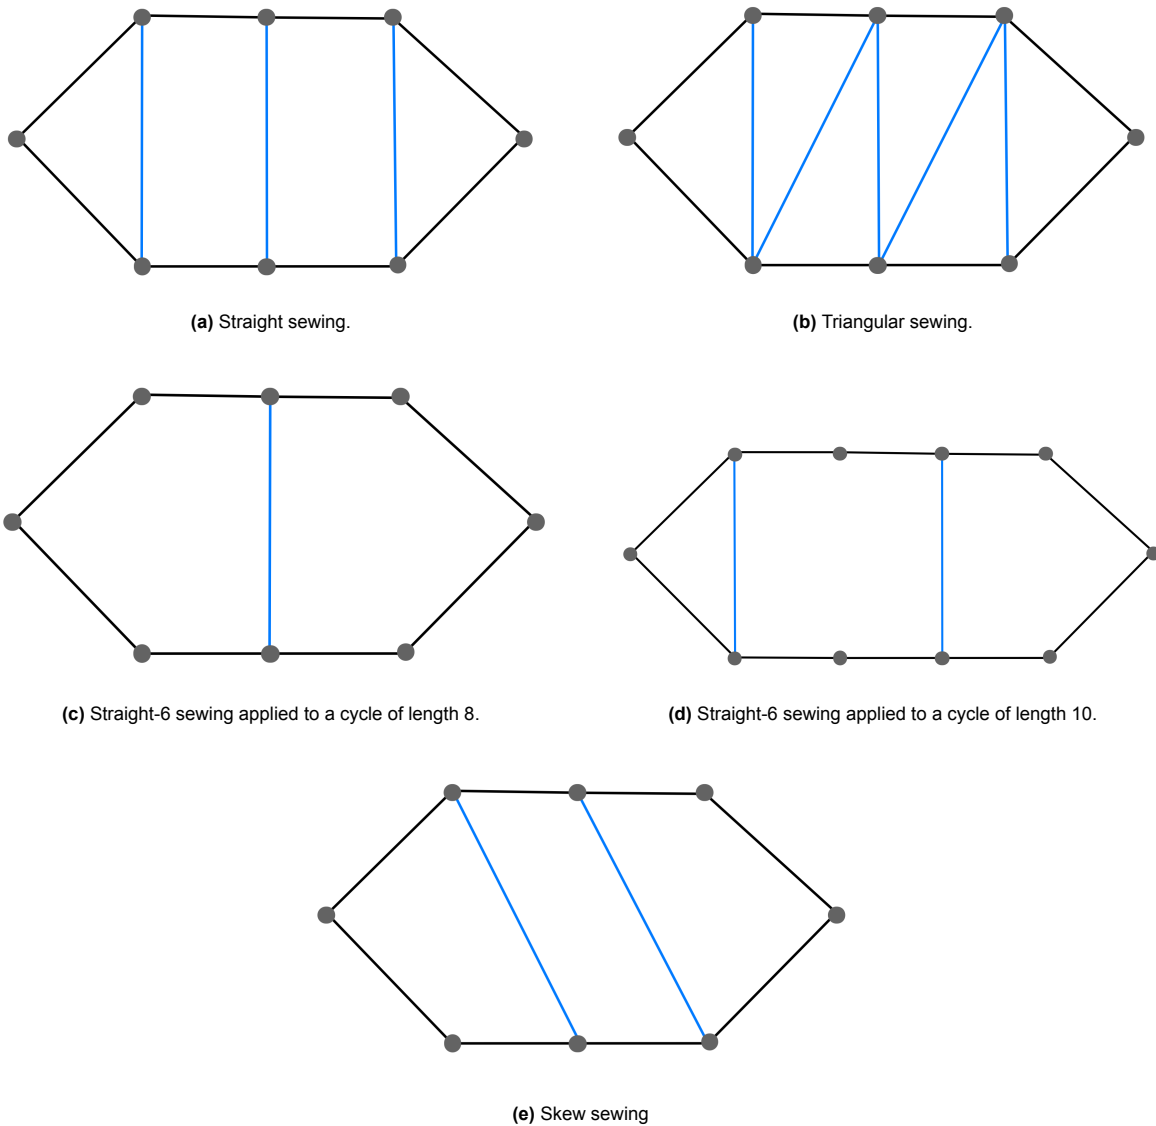 (a) Straight sewing.
(b) Triangular sewing.
(c) Straight-6 sewing applied to a cycle of length 8.
(d) Straight-6 sewing applied to a cycle of length 10.
(e) Skew sewing